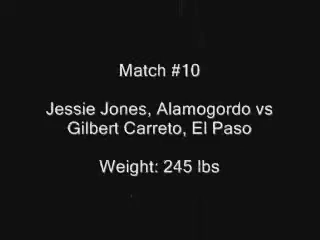 Match #10
Jessie Jones, Alamogordo vs
Gilbert Carreto, El Paso
Weight: 245 lbs